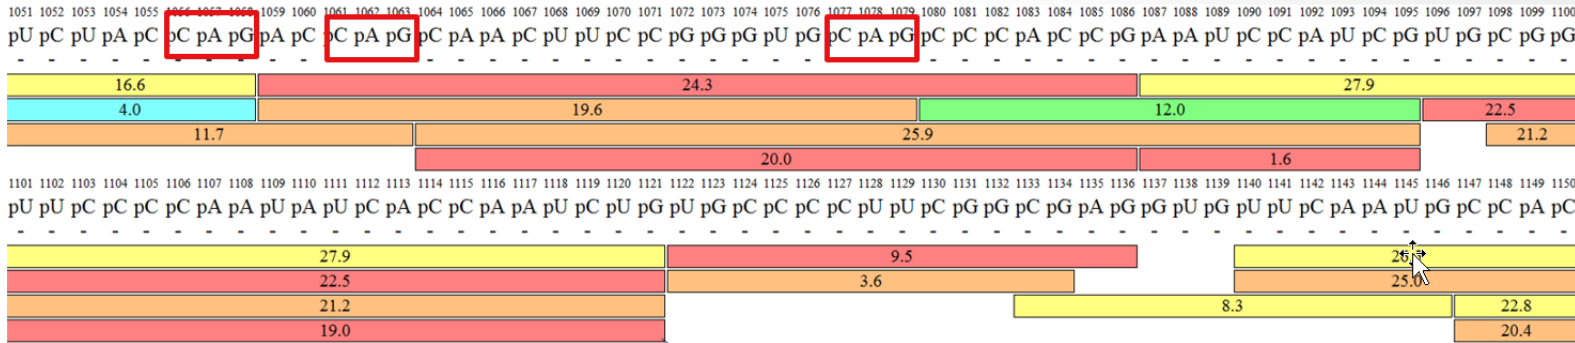 1051 1052 1053 1054 1055 1056 1057 1058 1059 1060 1061 1062 1063 1064 1065 1066 1067 1068 1069 1070 1071 1072 1073 1074 1075 1076 1077 1078 1079 1080 1081 1082 1083 1084 1085 1086 1087 1088 1089 1090 1091 1092 1093 1094 1095 1096 1097 1098 1099 1100
pU pC pU pA pC pC pA pG pA pC pC pA pG pC pA pA pC pU pU pC pC pG pG pG pU pG pC pA pG pC pC pC pA pC pC pG pA pA pU pC pC pA pU pC pG pU pG pC pG pG
- - - - - - - - - - - - - - - - - - - - - - - - - - - - - - - - - - - - - - - - - - - - - - - - - -
16.6 24.3 27.9
4.0 19.6 12.0 22.5
11.7 25.9 21.2
20.0 1.6
1101 1102 1103 1104 1105 1106 1107 1108 1109 1110 1111 1112 1113 1114 1115 1116 1117 1118 1119 1120 1121 1122 1123 1124 1125 1126 1127 1128 1129 1130 1131 1132 1133 1134 1135 1136 1137 1138 1139 1140 1141 1142 1143 1144 1145 1146 1147 1148 1149 1150
pU pU pC pC pC pC pA pA pU pA pU pC pA pC pC pA pA pU pC pU pG pU pG pC pC pC pC pU pU pC pG pG pC pG pA pG pG pU pG pU pU pC pA pA pU pG pC pC pA pC
- - - - - - - - - - - - - - - - - - - - - - - - - - - - - - - - - - - - - - - - - - - - - - - - - -
27.9 9.5
22.5 3.6 25.0
21.2 8.3 22.8
19.0 20.4